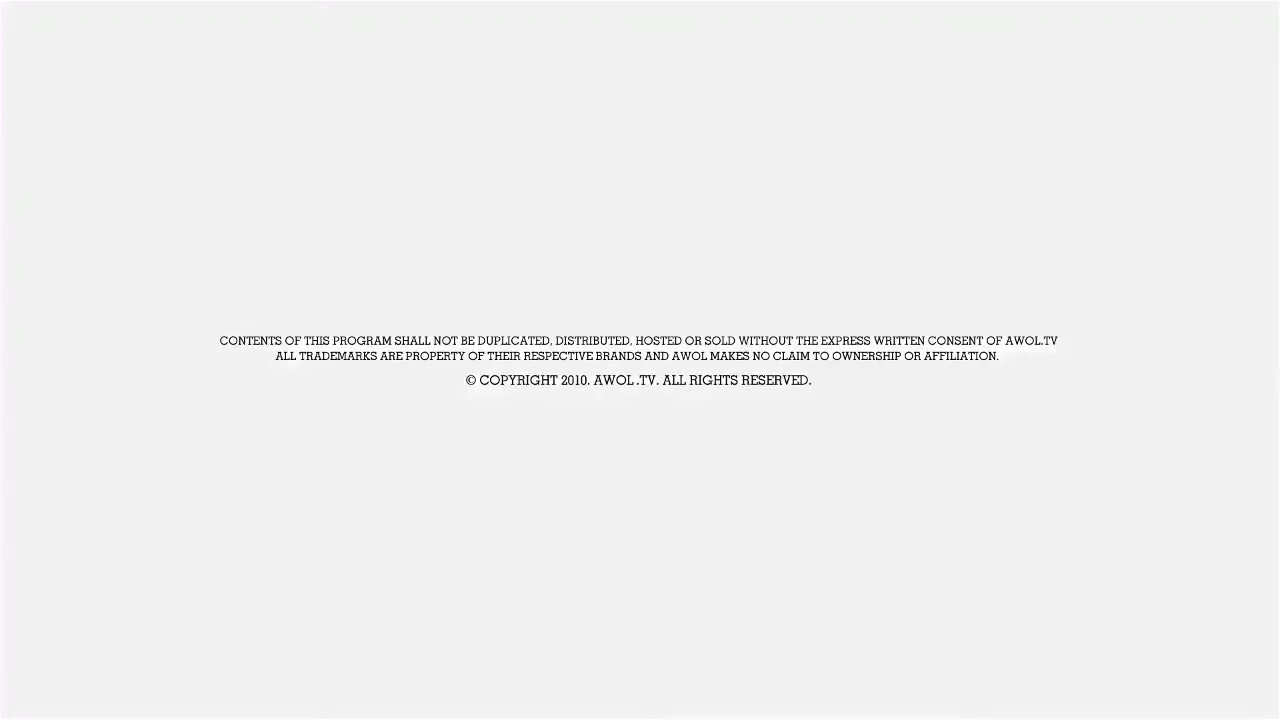 CONTENTS OF THIS PROGRAM SHALL NOT BE DUPLICATED, DISTRIBUTED, HOSTED OR SOLD WITHOUT THE EXPRESS WRITTEN CONSENT OF AWOL.TV
ALL TRADEMARKS ARE PROPERTY OF THEIR RESPECTIVE BRANDS AND AWOL MAKES NO CLAIM TO OWNERSHIP OR AFFILIATION.
© COPYRIGHT 2010. AWOL .TV. ALL RIGHTS RESERVED.